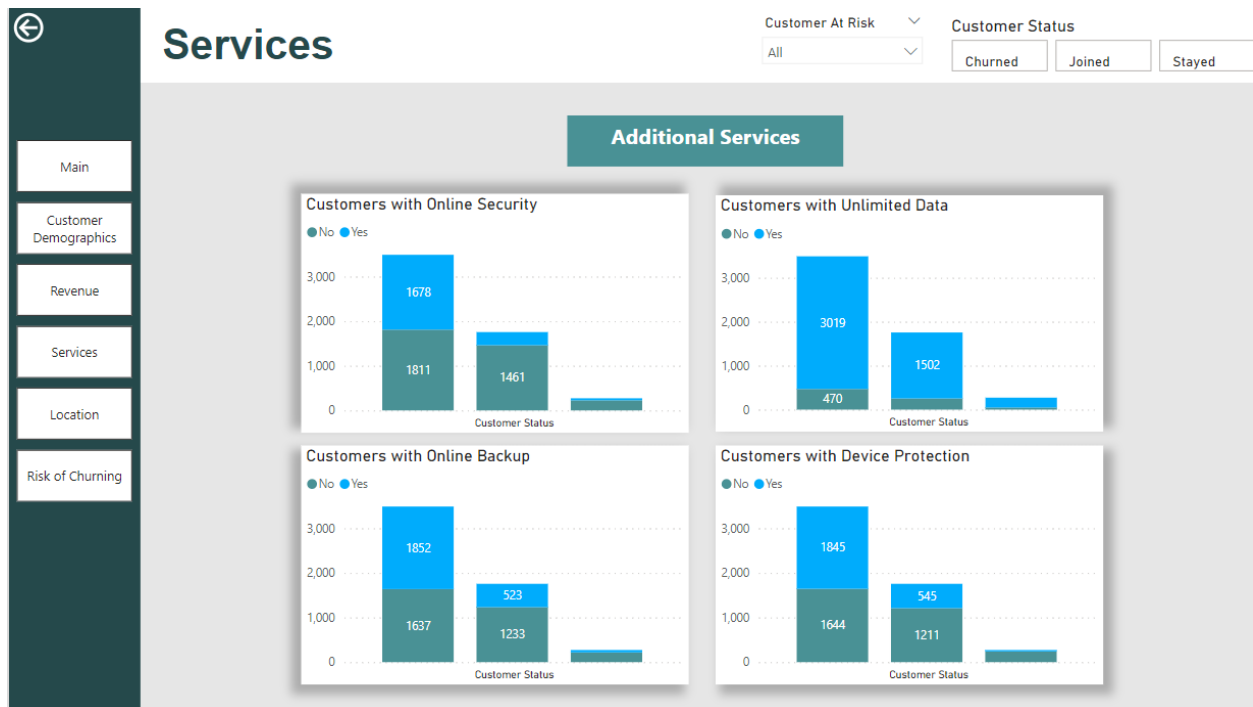 Services
Customer At Risk
All
Customer Status
Churned
Joined
Stayed
Main
Customer
Demographics
Revenue
Services
Location
Risk of Churning
Additional Services
Customers with Online Security
No Yes
3,000
2,000
1,000
0
1678
1811
1461
Customer Status
Customers with Unlimited Data
No Yes
3,000
2,000
1,000
0
3019
470
1502
Customer Status
Customers with Online Backup
No Yes
3,000
2,000
1,000
0
1852
1637
523
1233
Customer Status
Customers with Device Protection
No Yes
3,000
2,000
1,000
0
1845
1644
545
1211
Customer Status